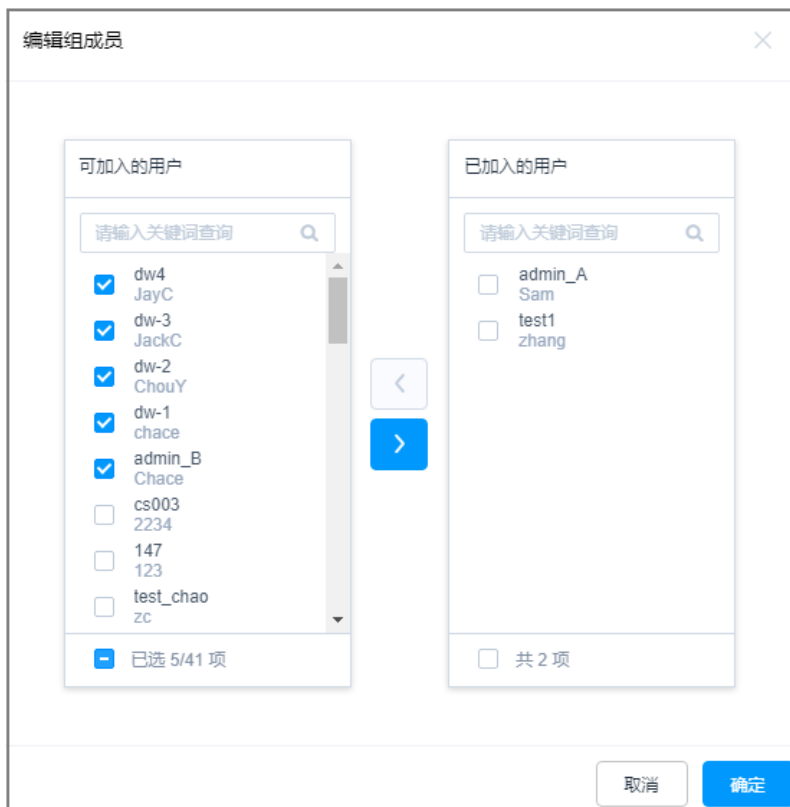 编辑组成员
可加入的用户
请输入关键词查询
dw4
JayC
dw-3
JackC
dw-2
ChouY
dw-1
chace
admin_B
Chace
cs003
2234
147
123
test_chao
zc
已选 5/41 项
已加入的用户
请输入关键词查询
admin_A
Sam
test1
zhang
共 2 项
取消
确定